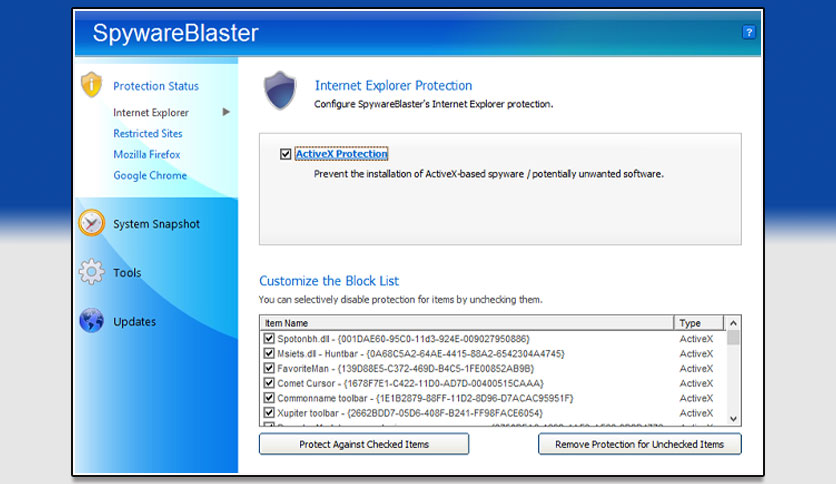 SpywareBlaster
?
Protection Status
Internet Explorer
Restricted Sites
Mozilla Firefox
Google Chrome
System Snapshot
Tools
Updates
Internet Explorer Protection
Configure SpywareBlaster's Internet Explorer protection.
ActiveX Protection
Prevent the installation of ActiveX-based spyware / potentially unwanted software.
Customize the Block List
You can selectively disable protection for items by unchecking them.
Item Name Type
Spotonbh.dll - {001DAE60-95C0-11d3-924E-009027950886} ActiveX
Msiets.dll - Huntbar - {0A68C5A2-64AE-4415-88A2-6542304A4745} ActiveX
FavoriteMan - {139D88E5-C372-469D-B4C5-1FE00852AB9B} ActiveX
Comet Cursor - {1678F7E1-C422-11D0-AD7D-00400515CAAA} ActiveX
Commonname toolbar - {1E1B2879-88FF-11D2-8D96-D7ACAC95951F} ActiveX
Xupiter toolbar - {2662BDD7-05D6-408F-B241-FF98FACE6054} ActiveX
Protect Against Checked Items
Remove Protection for Unchecked Items